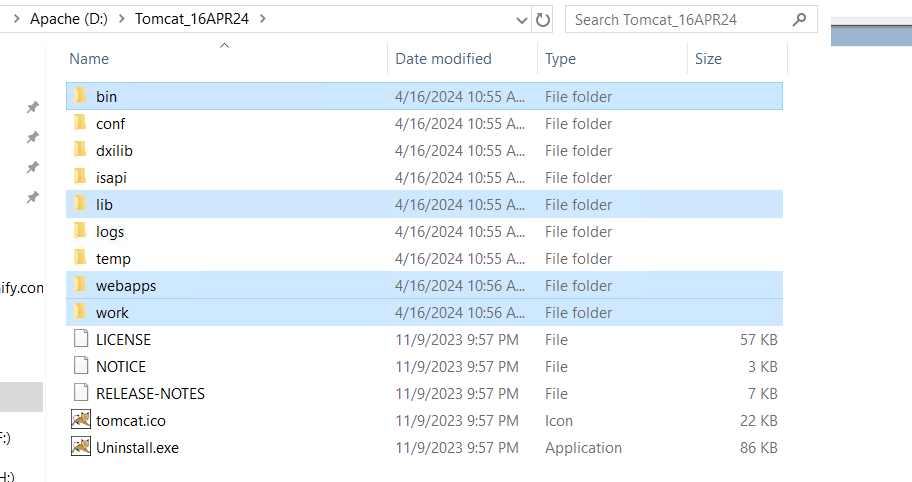 > Apache (D:) > Tomcat_16APR24 >
Search Tomcat_16APR24
Name Date modified Type Size
bin 4/16/2024 10:55 A... File folder
conf 4/16/2024 10:55 A... File folder
dxilib 4/16/2024 10:55 A... File folder
isapi 4/16/2024 10:55 A... File folder
lib 4/16/2024 10:55 A... File folder
logs 4/16/2024 10:55 A... File folder
temp 4/16/2024 10:55 A... File folder
webapps 4/16/2024 10:56 A... File folder
ify.com
work 4/16/2024 10:56 A... File folder
LICENSE 11/9/2023 9:57 PM File 57 KB
NOTICE 11/9/2023 9:57 PM File 3 KB
RELEASE-NOTES 11/9/2023 9:57 PM File 7 KB
tomcat.ico 11/9/2023 9:57 PM Icon 22 KB
F:)
Uninstall.exe 11/9/2023 9:57 PM Application 86 KB
H:)